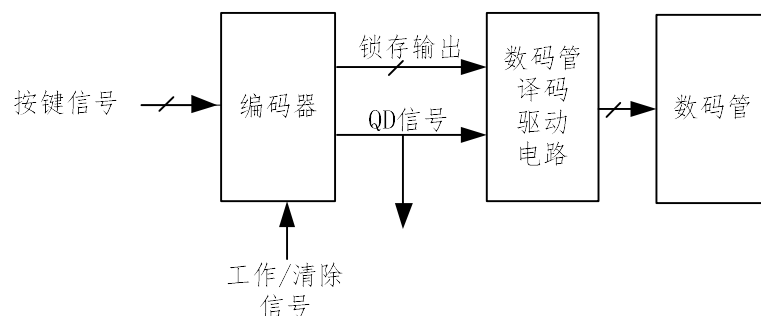 按键信号
编码器
锁存输出
QD信号
工作/清除
信号
数码管
译码
驱动
电路
数码管